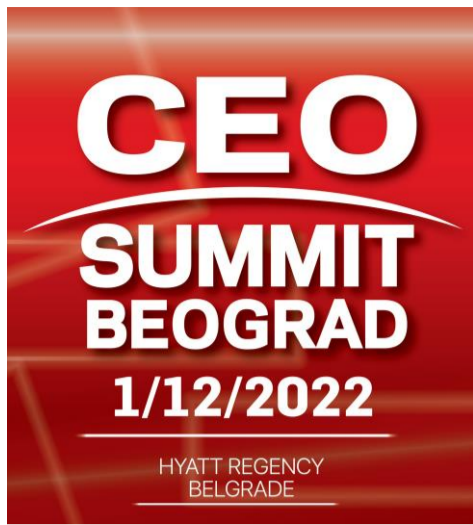 CEO
SUMMIT
BEOGRAD
1/12/2022
HYATT REGENCY
BELGRADE